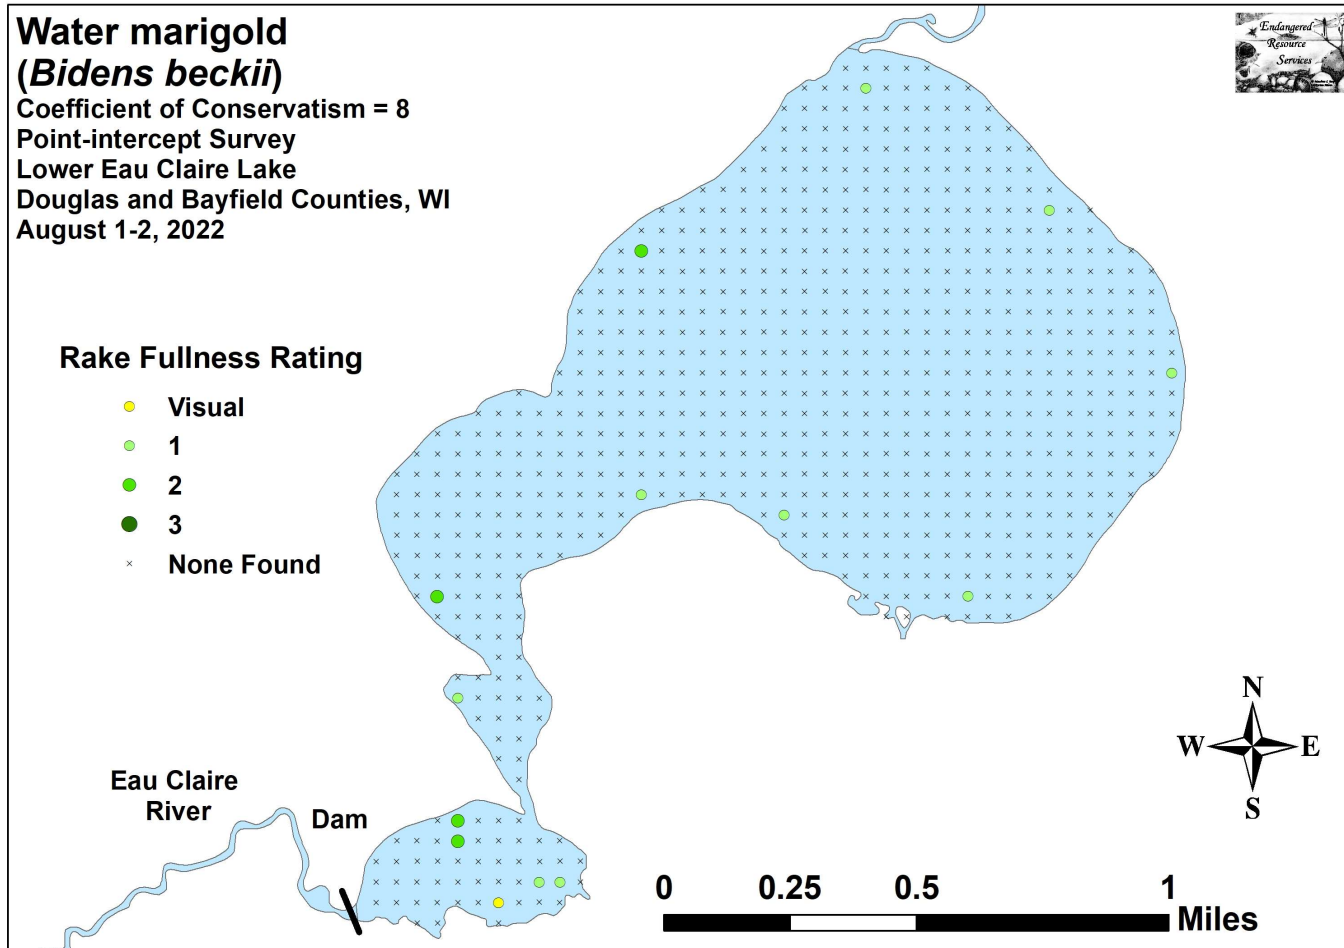 Water marigold
(Bidens beckii)
Coefficient of Conservatism = 8
Point-intercept Survey
Lower Eau Claire Lake
Douglas and Bayfield Counties, WI
August 1-2, 2022
Endangered
Resource
Services
Rake Fullness Rating
Visual
1
2
3
None Found
Eau Claire
River
Dam
N
W E
S
0 0.25 0.5 1
Miles